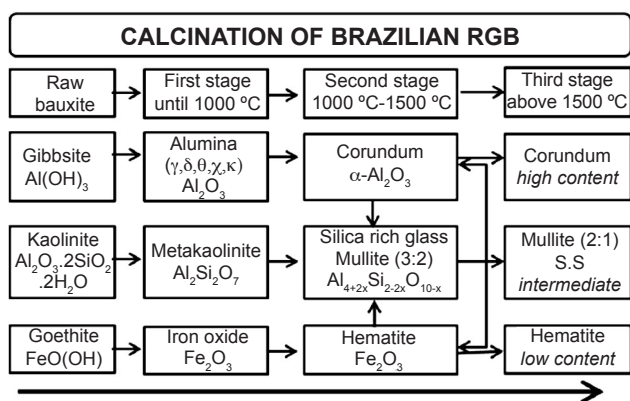 CALCINATION OF BRAZILIAN RGB
Raw
bauxite
First stage
until 1000 ºC
Second stage
1000 ºC-1500 ºC
Third stage
above 1500 ºC
Gibbsite
Al(OH)₃
Alumina
(γ,δ,θ,χ,κ)
Al₂O₃
Corundum
α-Al₂O₃
Corundum
high content
Kaolinite
Al₂O₃.2SiO₂
.2H₂O
Metakaolinite
Al₂Si₂O₇
Silica rich glass
Mullite (3:2)
Al₄₊₂ₓSi₂₋₂ₓO₁₀₋ₓ
Mullite (2:1)
S.S
intermediate
Goethite
FeO(OH)
Iron oxide
Fe₂O₃
Hematite
Fe₂O₃
Hematite
low content